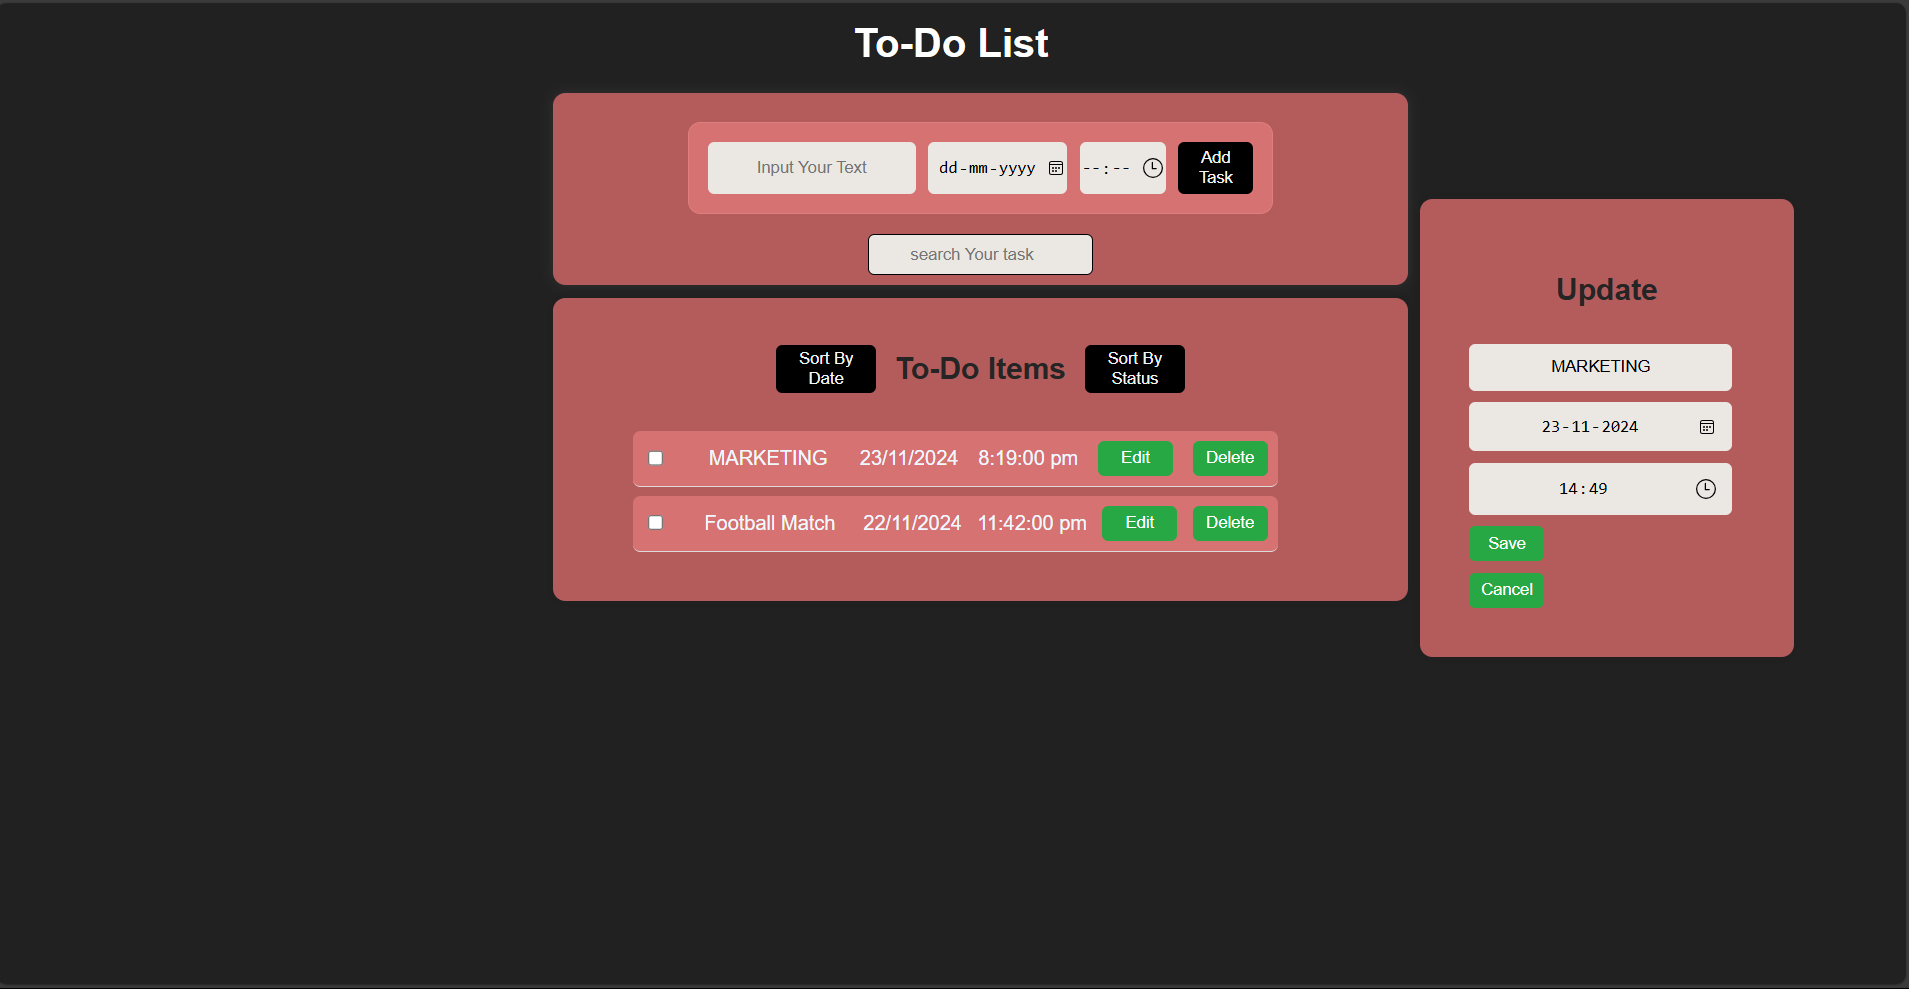 To-Do List
Input Your Text
dd-mm-yyyy
--:--
Add
Task
search Your task
Sort By
Date
To-Do Items
Sort By
Status
MARKETING 23/11/2024 8:19:00 pm Edit Delete
Football Match 22/11/2024 11:42:00 pm Edit Delete
Update
MARKETING
23-11-2024
14:49
Save
Cancel